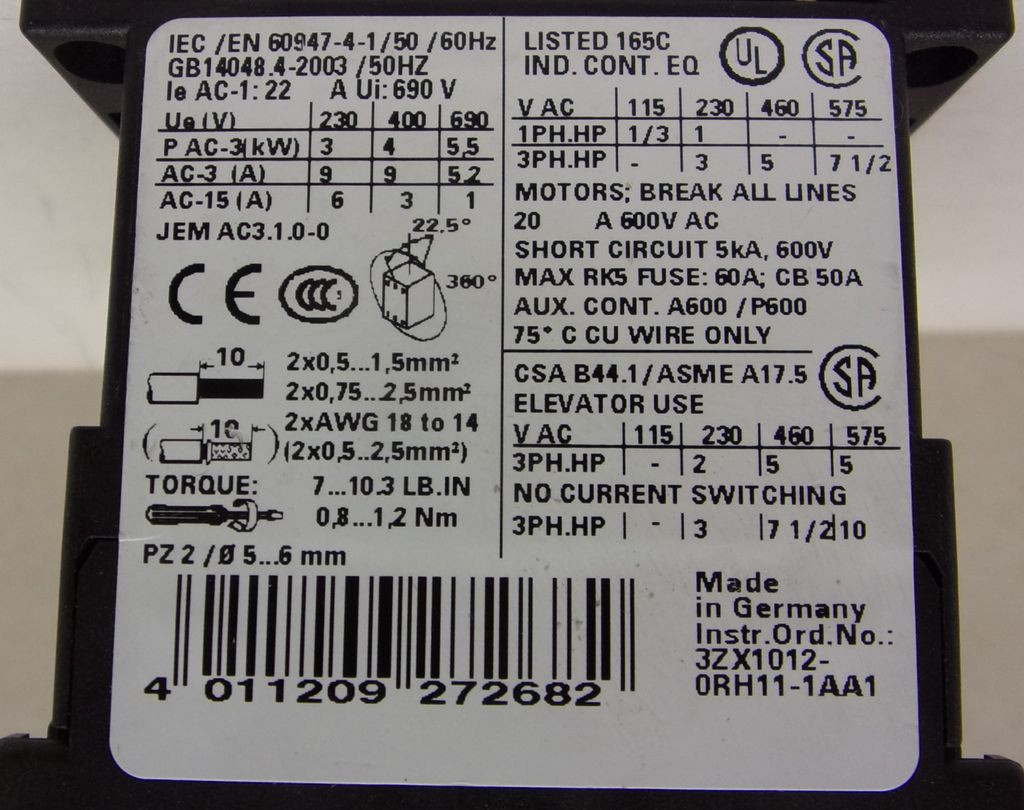 IEC /EN 60947-4-1/50 /60Hz
GB14048.4-2003 /50HZ
Ie AC-1: 22 A Ui: 690 V
Ue (V) 230 400 690
P AC-3(kW) 3 4 5,5
AC-3 (A) 9 9 5,2
AC-15 (A) 6 3 1
JEM AC3.1.0-0
22.5°
360°
CE CCC S
10 2x0,5...1,5mm²
2x0,75...2,5mm²
10 2xAWG 18 to 14
(2x0,5...2,5mm²)
TORQUE: 7...10.3 LB.IN
0,8...1,2 Nm
PZ 2 /Ø 5...6 mm
LISTED 165C UL SA
IND. CONT. EQ
V AC 115 230 460 575
1PH.HP 1/3 1 - -
3PH.HP - 3 5 7 1/2
MOTORS; BREAK ALL LINES
20 A 600V AC
SHORT CIRCUIT 5kA, 600V
MAX RK5 FUSE: 60A; CB 50A
AUX. CONT. A600 /P600
75° C CU WIRE ONLY
CSA B44.1/ASME A17.5 SA
ELEVATOR USE
V AC 115 230 460 575
3PH.HP - 2 5 5
NO CURRENT SWITCHING
3PH.HP - 3 7 1/2 10
4 011209 272682
Made
in Germany
Instr.Ord.No.:
3ZX1012-
0RH11-1AA1